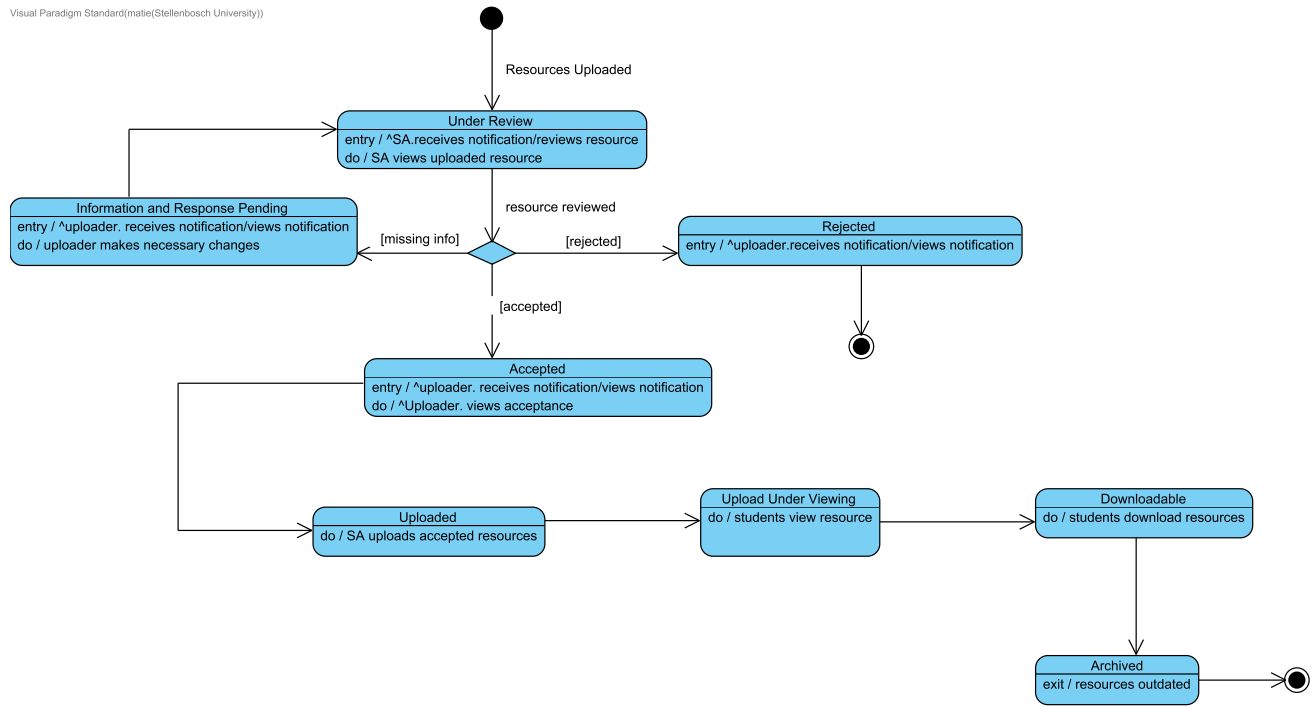 Visual Paradigm Standard(matie(Stellenbosch University))
Resources Uploaded
Under Review
entry / ^SA.receives notification/reviews resource
do / SA views uploaded resource
Information and Response Pending
entry / ^uploader. receives notification/views notification
do / uploader makes necessary changes
resource reviewed
[missing info]
[rejected]
Rejected
entry / ^uploader.receives notification/views notification
[accepted]
Accepted
entry / ^uploader. receives notification/views notification
do / ^Uploader. views acceptance
Uploaded
do / SA uploads accepted resources
Upload Under Viewing
do / students view resource
Downloadable
do / students download resources
Archived
exit / resources outdated